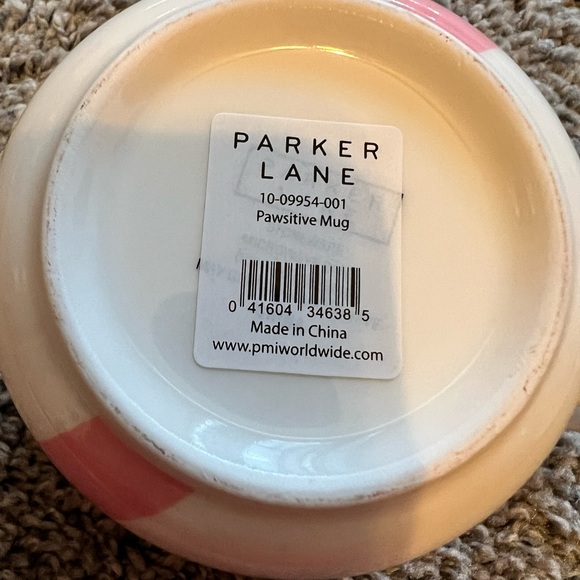 PARKER
LANE
10-09954-001
Pawsitive Mug
0 41604 34638 5
Made in China
www.pmiworldwide.com